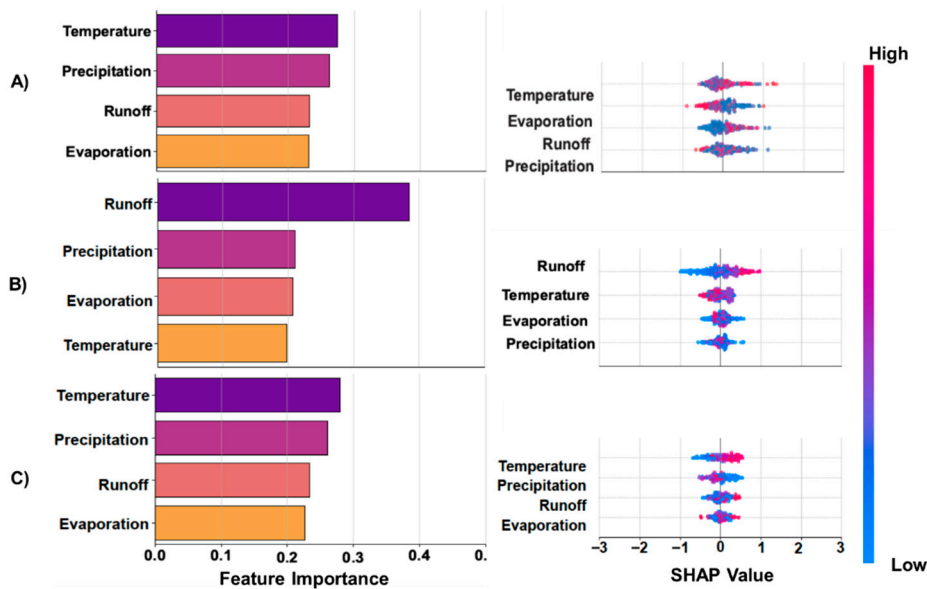 A)
Temperature
Precipitation
Runoff
Evaporation
High
Temperature
Evaporation
Runoff
Precipitation
B)
Runoff
Precipitation
Evaporation
Temperature
Runoff
Temperature
Evaporation
Precipitation
C)
Temperature
Precipitation
Runoff
Evaporation
0.0 0.1 0.2 0.3 0.4 0.
Feature Importance
Temperature
Precipitation
Runoff
Evaporation
−3 −2 −1 0 1 2 3
SHAP Value
Low